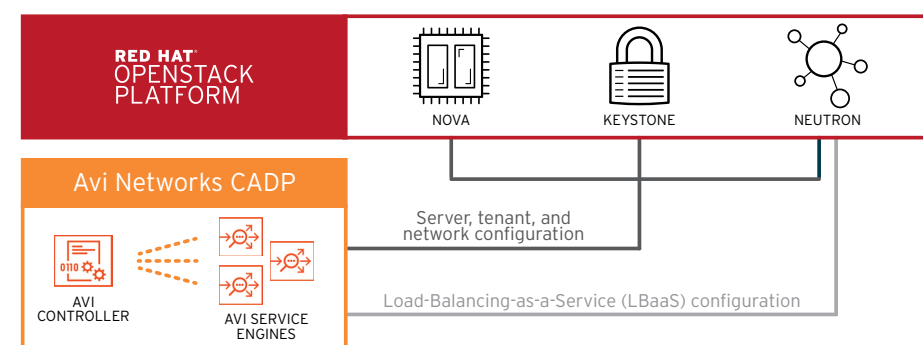 RED HAT®
OPENSTACK
PLATFORM
NOVA
KEYSTONE
NEUTRON
Avi Networks CADP
0110
AVI
CONTROLLER
AVI SERVICE
ENGINES
Server, tenant, and
network configuration
Load-Balancing-as-a-Service (LBaaS) configuration